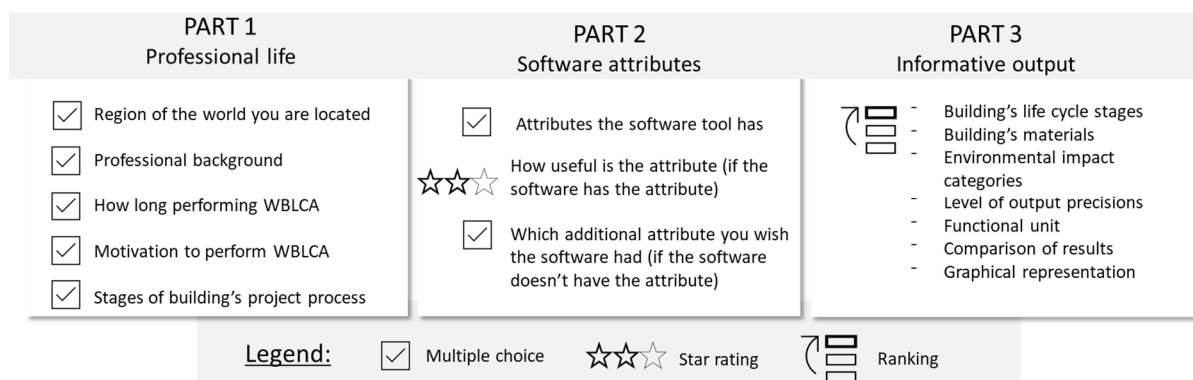 PART 1
Professional life
Region of the world you are located
Professional background
How long performing WBLCA
Motivation to perform WBLCA
Stages of building's project process
PART 2
Software attributes
Attributes the software tool has
How useful is the attribute (if the
software has the attribute)
Which additional attribute you wish
the software had (if the software
doesn't have the attribute)
PART 3
Informative output
- Building's life cycle stages
- Building's materials
- Environmental impact
categories
- Level of output precisions
- Functional unit
- Comparison of results
- Graphical representation
Legend:
Multiple choice
Star rating
Ranking